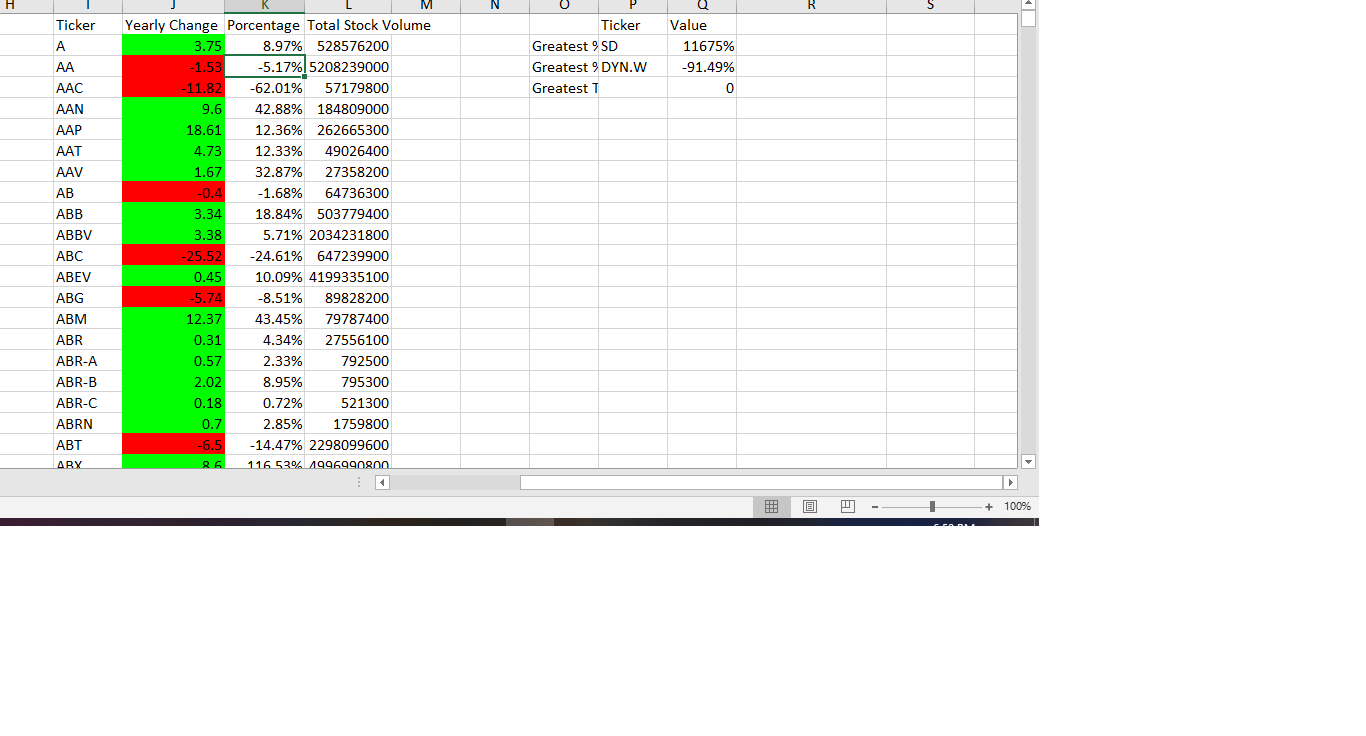 H I J K L M N O P Q R S
Ticker Yearly Change Porcentage Total Stock Volume Ticker Value
A 3.75 8.97% 528576200 Greatest % SD 11675%
AA -1.53 -5.17% 5208239000 Greatest % DYN.W -91.49%
AAC -11.82 -62.01% 57179800 Greatest T 0
AAN 9.6 42.88% 184809000
AAP 18.61 12.36% 262665300
AAT 4.73 12.33% 49026400
AAV 1.67 32.87% 27358200
AB -0.4 -1.68% 64736300
ABB 3.34 18.84% 503779400
ABBV 3.38 5.71% 2034231800
ABC -25.52 -24.61% 647239900
ABEV 0.45 10.09% 4199335100
ABG -5.74 -8.51% 89828200
ABM 12.37 43.45% 79787400
ABR 0.31 4.34% 27556100
ABR-A 0.57 2.33% 792500
ABR-B 2.02 8.95% 795300
ABR-C 0.18 0.72% 521300
ABRN 0.7 2.85% 1759800
ABT -6.5 -14.47% 2298099600
ABX 8.6 116.53% 4996990800
100%